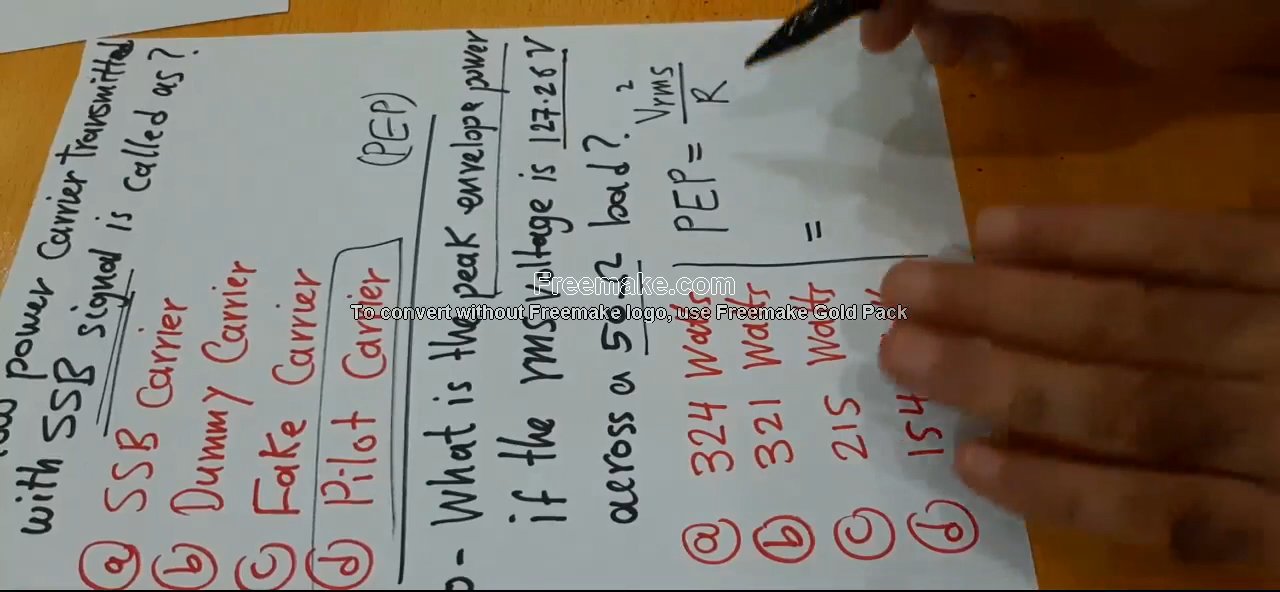 power Carrier transmitted
with SSB signal is called as?
(a) SSB Carrier
(b) Dummy Carrier
(c) Fake Carrier
(d) Pilot Carrier
(PEP)
- What is the peak envelope power
if the rms voltage is 127.28 V
across a 50Ω load?
(a) 324 Watts
(b) 321 Watts
(c) 215 Watts
(d) 154
PEP = Vrms² / R
=
Freemake.com
To convert without Freemake logo, use Freemake Gold Pack